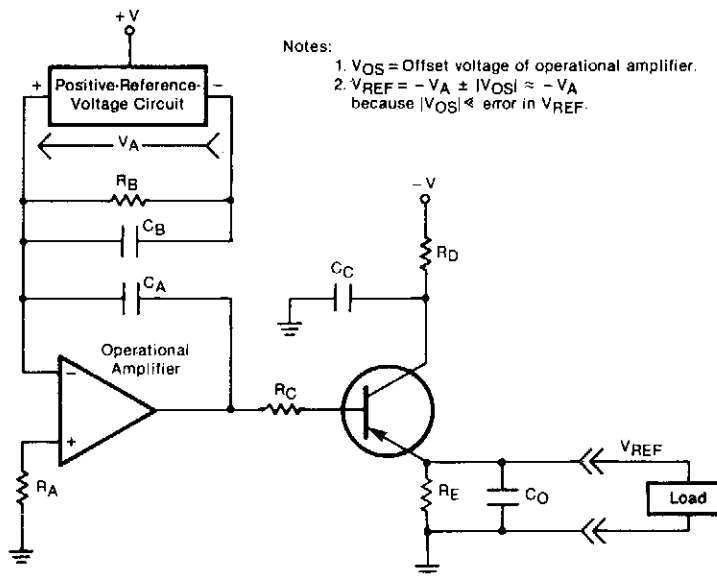 +V
Notes:
1. VOS = Offset voltage of operational amplifier.
2. VREF = − VA ± |VOS| ≈ − VA
because |VOS| ≪ error in VREF.
+ Positive-Reference- −
Voltage Circuit
VA
RB
CB
CA
−V
RD
CC
Operational
Amplifier
−
+
RC
RA
RE
CO
VREF
Load